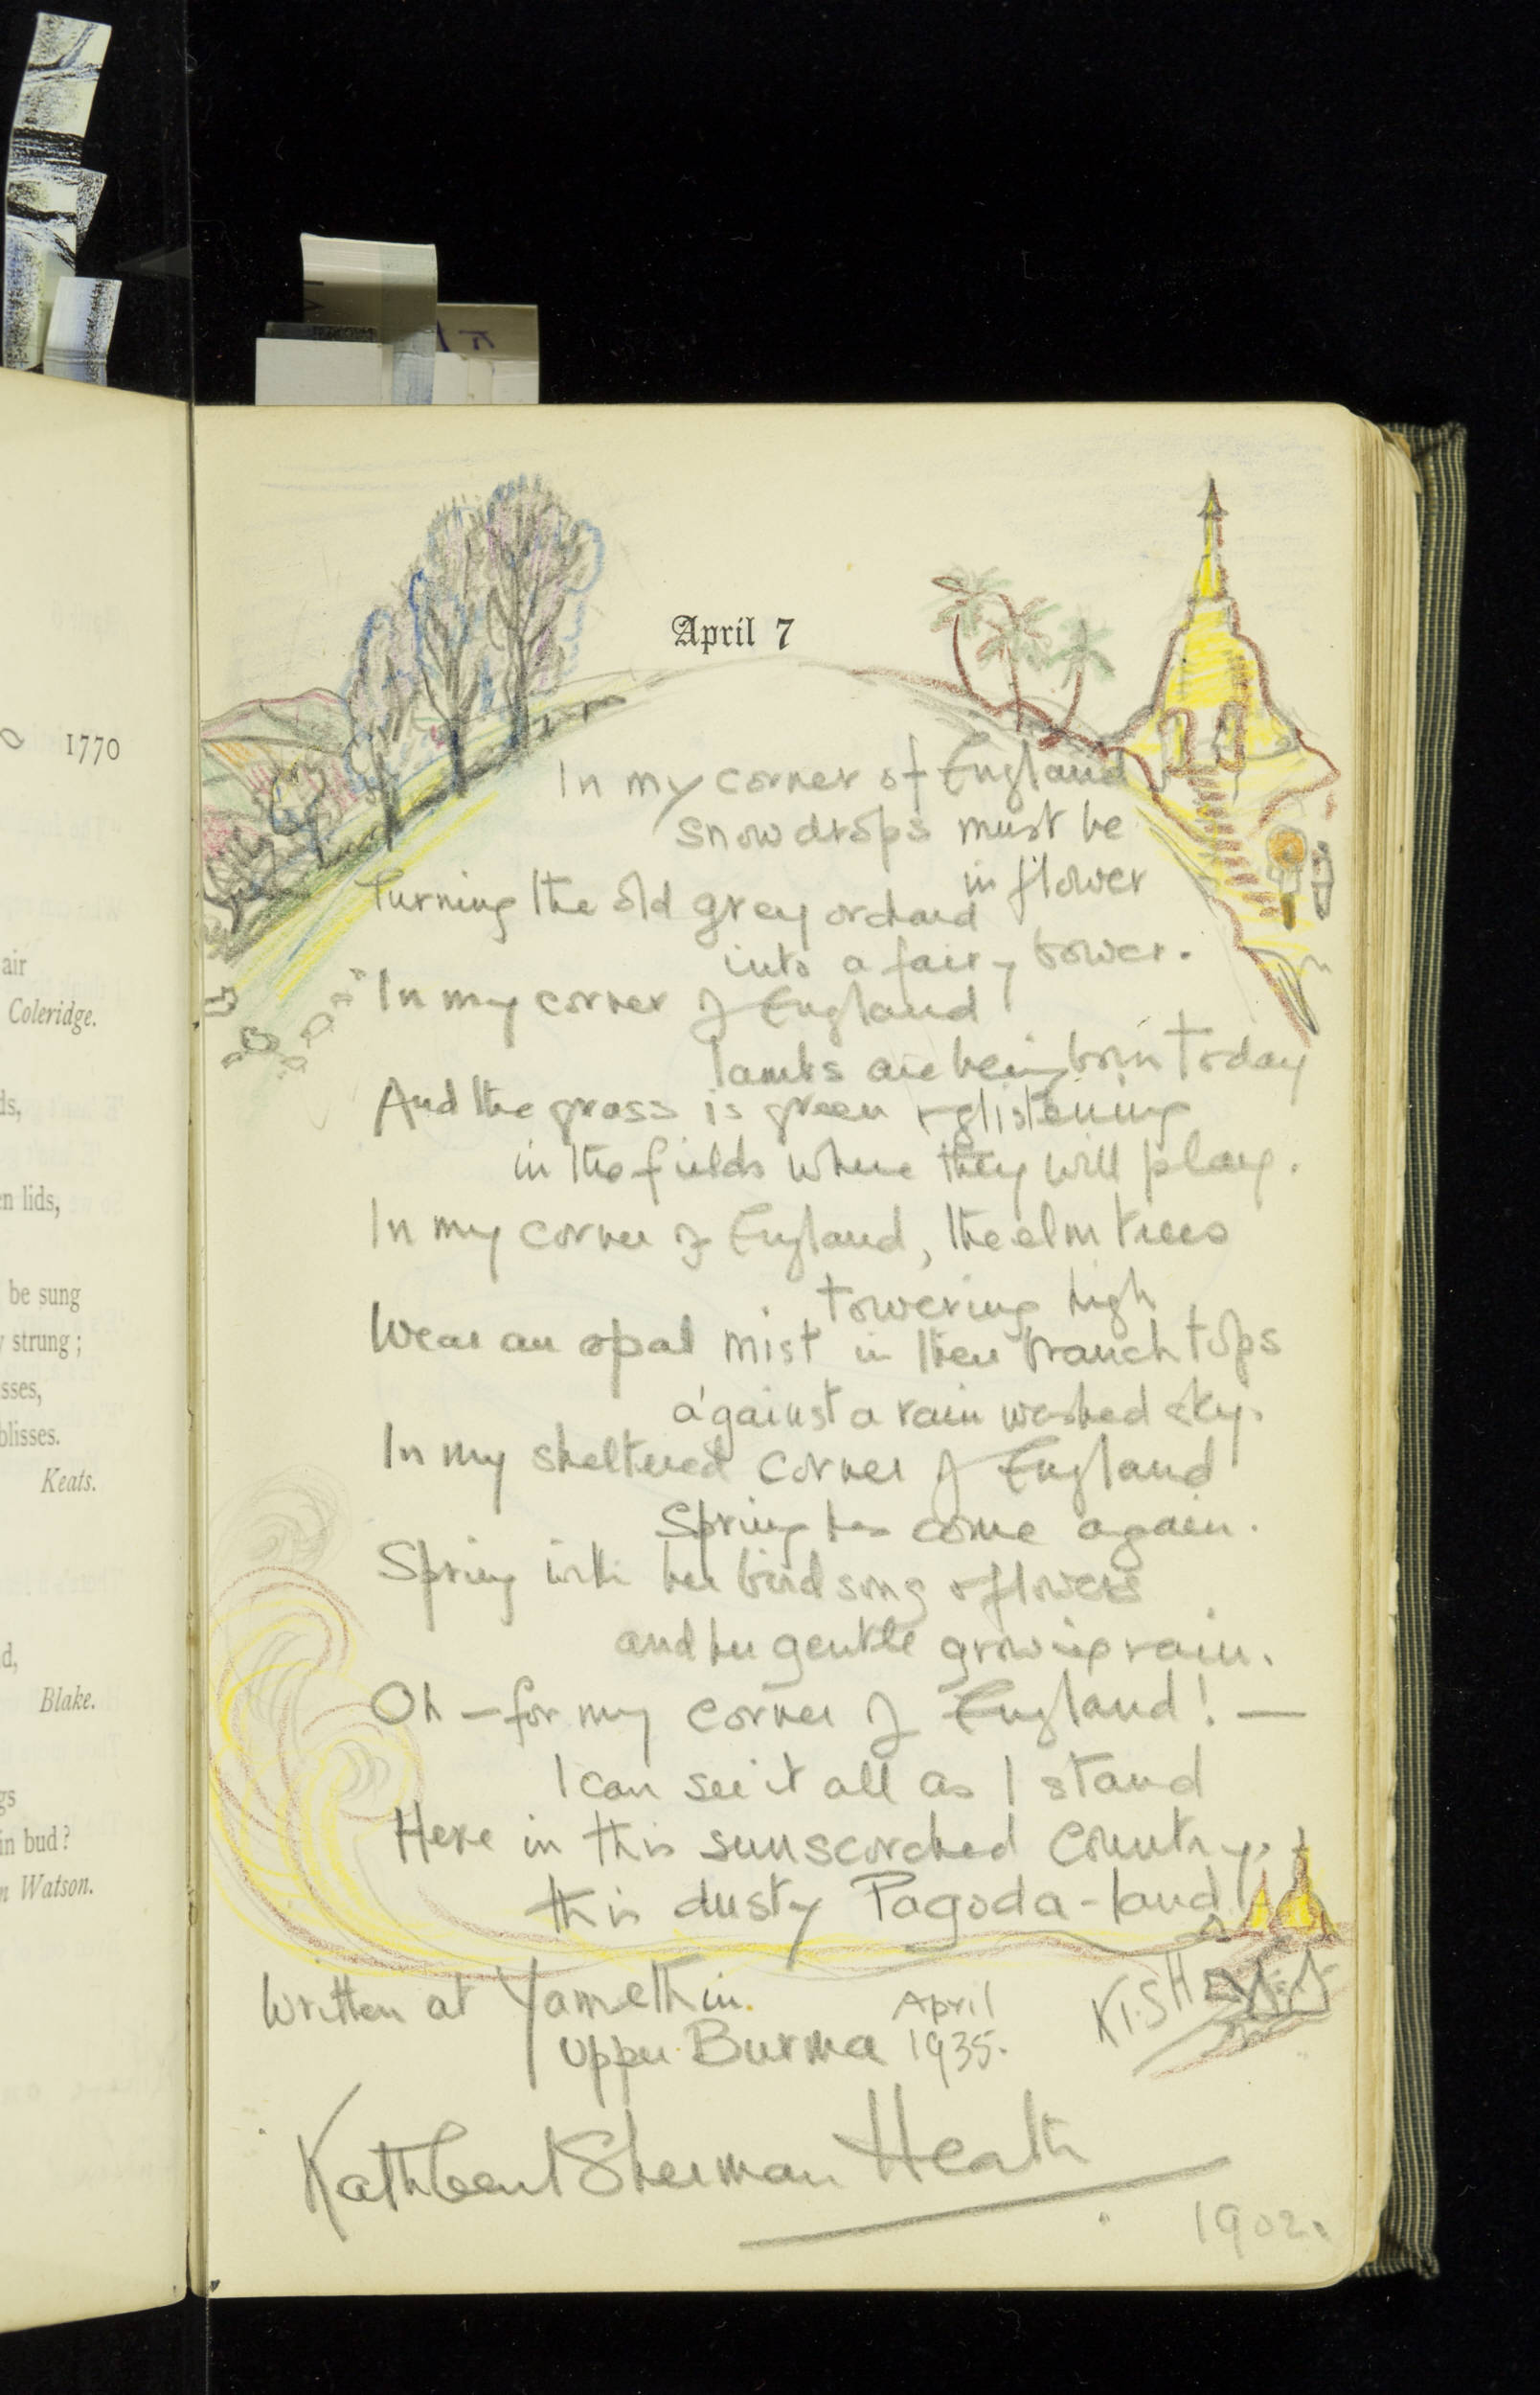 1770
air
Coleridge.
ds,
en lids,
be sung
y strung;
sses,
blisses.
Keats.
d,
Blake.
gs
in bud?
Watson.
April 7
In my corner of England
snowdrops must be
in flower
Turning the old grey orchard
into a fairy bower.
In my corner of England
lambs are being born today
And the grass is green & glistening
in the fields where they will play.
In my corner of England, the elm trees
towering high
Wear an opal mist in their branch tops
against a rain washed sky.
In my sheltered corner of England
Spring has come again.
Spring with her bird song & flowers
and her gentle growing rain.
Oh – for my corner of England! —
I can see it all as I stand
Here in this sunscorched country,
this dusty Pagoda-land!
Written at Yamethin.
Upper Burma
April
1935.
K.S.H
Kathleen Sherman Heath
1902.